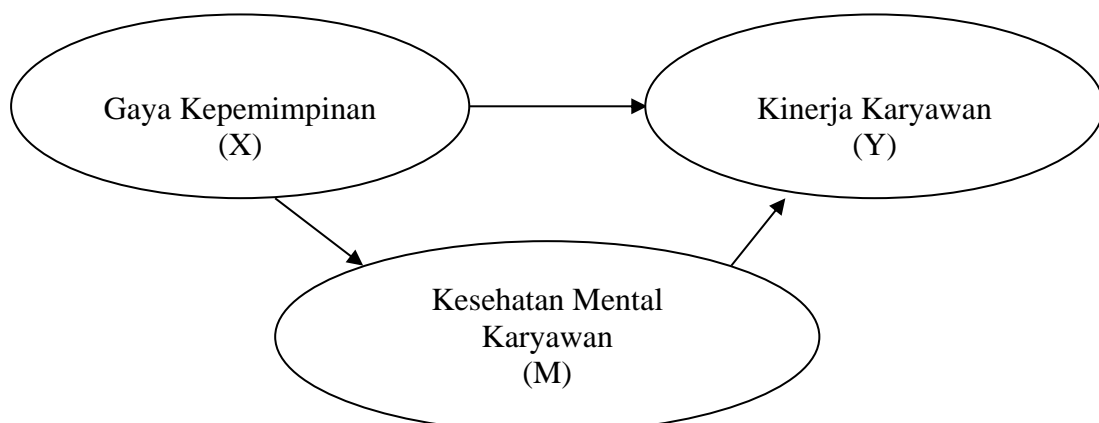 Gaya Kepemimpinan
(X)
Kinerja Karyawan
(Y)
Kesehatan Mental
Karyawan
(M)